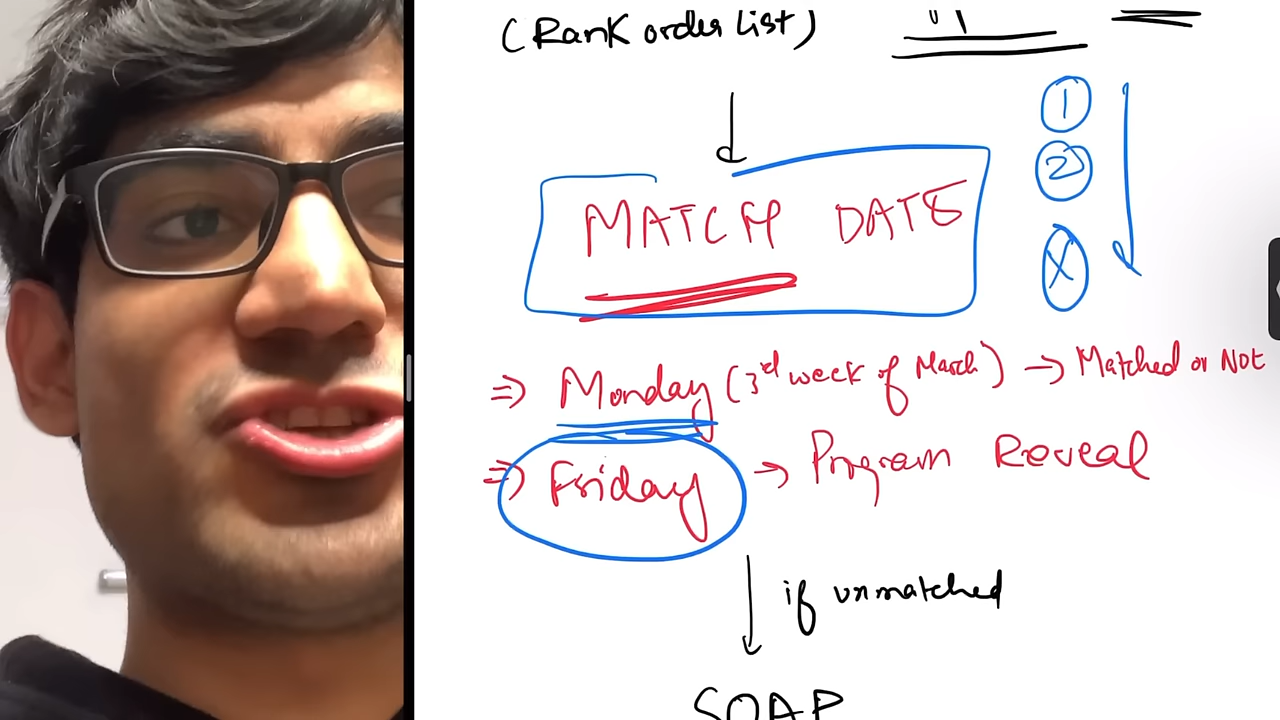 (Rank order List)
1
2
X
MATCH DATE
⇒ Monday (3rd week of March) → Matched or Not
⇒ Friday → Program Reveal
if unmatched
SOAP